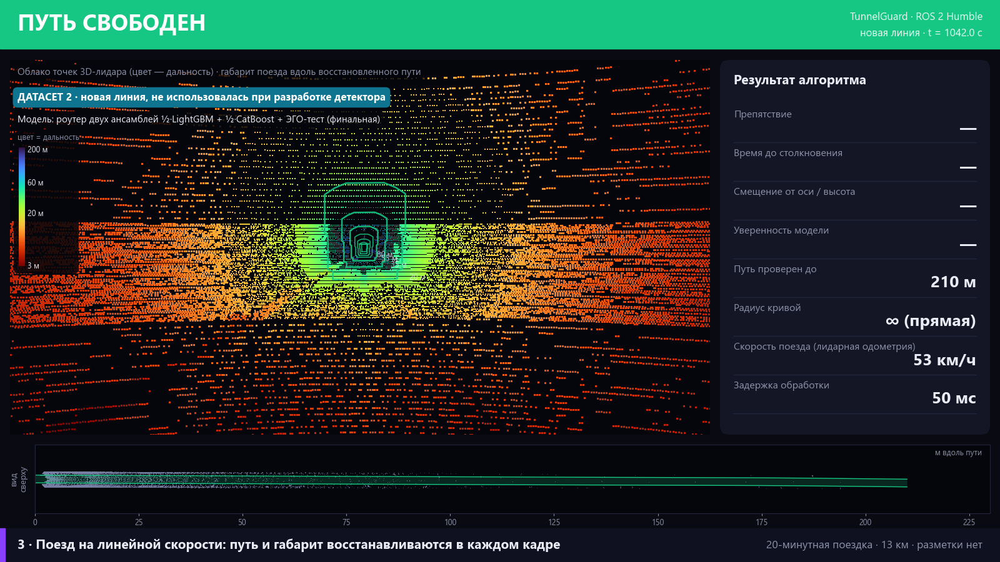 ПУТЬ СВОБОДЕН
TunnelGuard · ROS 2 Humble
новая линия · t = 1042.0 с
Облако точек 3D-лидара (цвет — дальность) · габарит поезда вдоль восстановленного пути
ДАТАСЕТ 2 · новая линия, не использовалась при разработке детектора
Модель: роутер двух ансамблей ½·LightGBM + ½·CatBoost + ЭГО-тест (финальная)
цвет = дальность
200 м
60 м
20 м
3 м
Результат алгоритма
Препятствие
—
Время до столкновения
—
Смещение от оси / высота
—
Уверенность модели
—
Путь проверен до
210 м
Радиус кривой
∞ (прямая)
Скорость поезда (лидарная одометрия)
53 км/ч
Задержка обработки
50 мс
м вдоль пути
вид
сверху
0 25 50 75 100 125 150 175 200 225
3 · Поезд на линейной скорости: путь и габарит восстанавливаются в каждом кадре
20-минутная поездка · 13 км · разметки нет